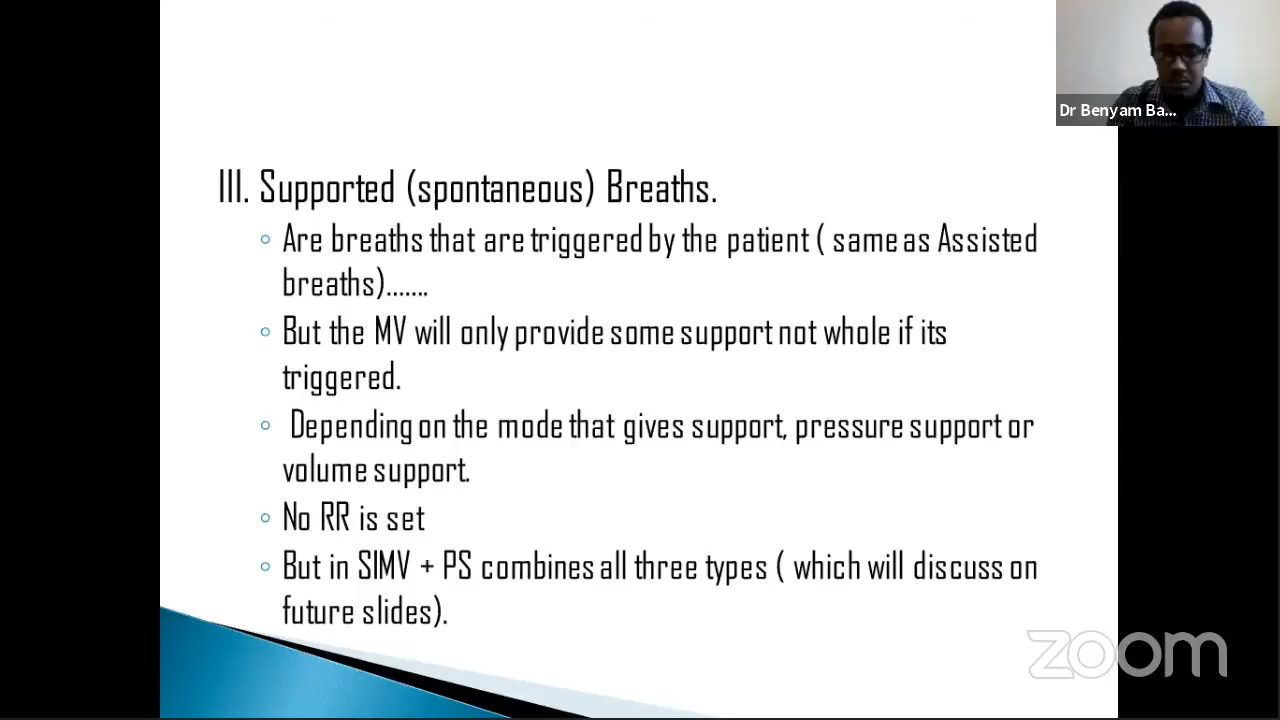 Dr Benyam Ba...
III. Supported (spontaneous) Breaths.
Are breaths that are triggered by the patient ( same as Assisted
breaths).......
But the MV will only provide some support not whole if its
triggered.
Depending on the mode that gives support, pressure support or
volume support.
No RR is set
But in SIMV + PS combines all three types ( which will discuss on
future slides).
zoom